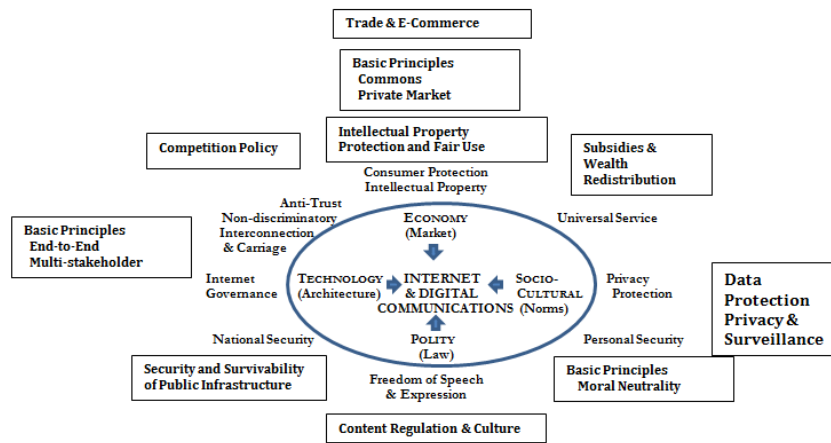 Trade & E-Commerce
Basic Principles
Commons
Private Market
Intellectual Property
Protection and Fair Use
Competition Policy
Subsidies &
Wealth
Redistribution
Consumer Protection
Intellectual Property
Anti-Trust
Non-discriminatory
Interconnection
& Carriage
ECONOMY
(Market)
Universal Service
Basic Principles
End-to-End
Multi-stakeholder
Internet
Governance
TECHNOLOGY
(Architecture)
INTERNET
& DIGITAL
COMMUNICATIONS
SOCIO-
CULTURAL
(Norms)
Privacy
Protection
Data
Protection
Privacy &
Surveillance
National Security
POLITY
(Law)
Personal Security
Security and Survivability
of Public Infrastructure
Freedom of Speech
& Expression
Basic Principles
Moral Neutrality
Content Regulation & Culture